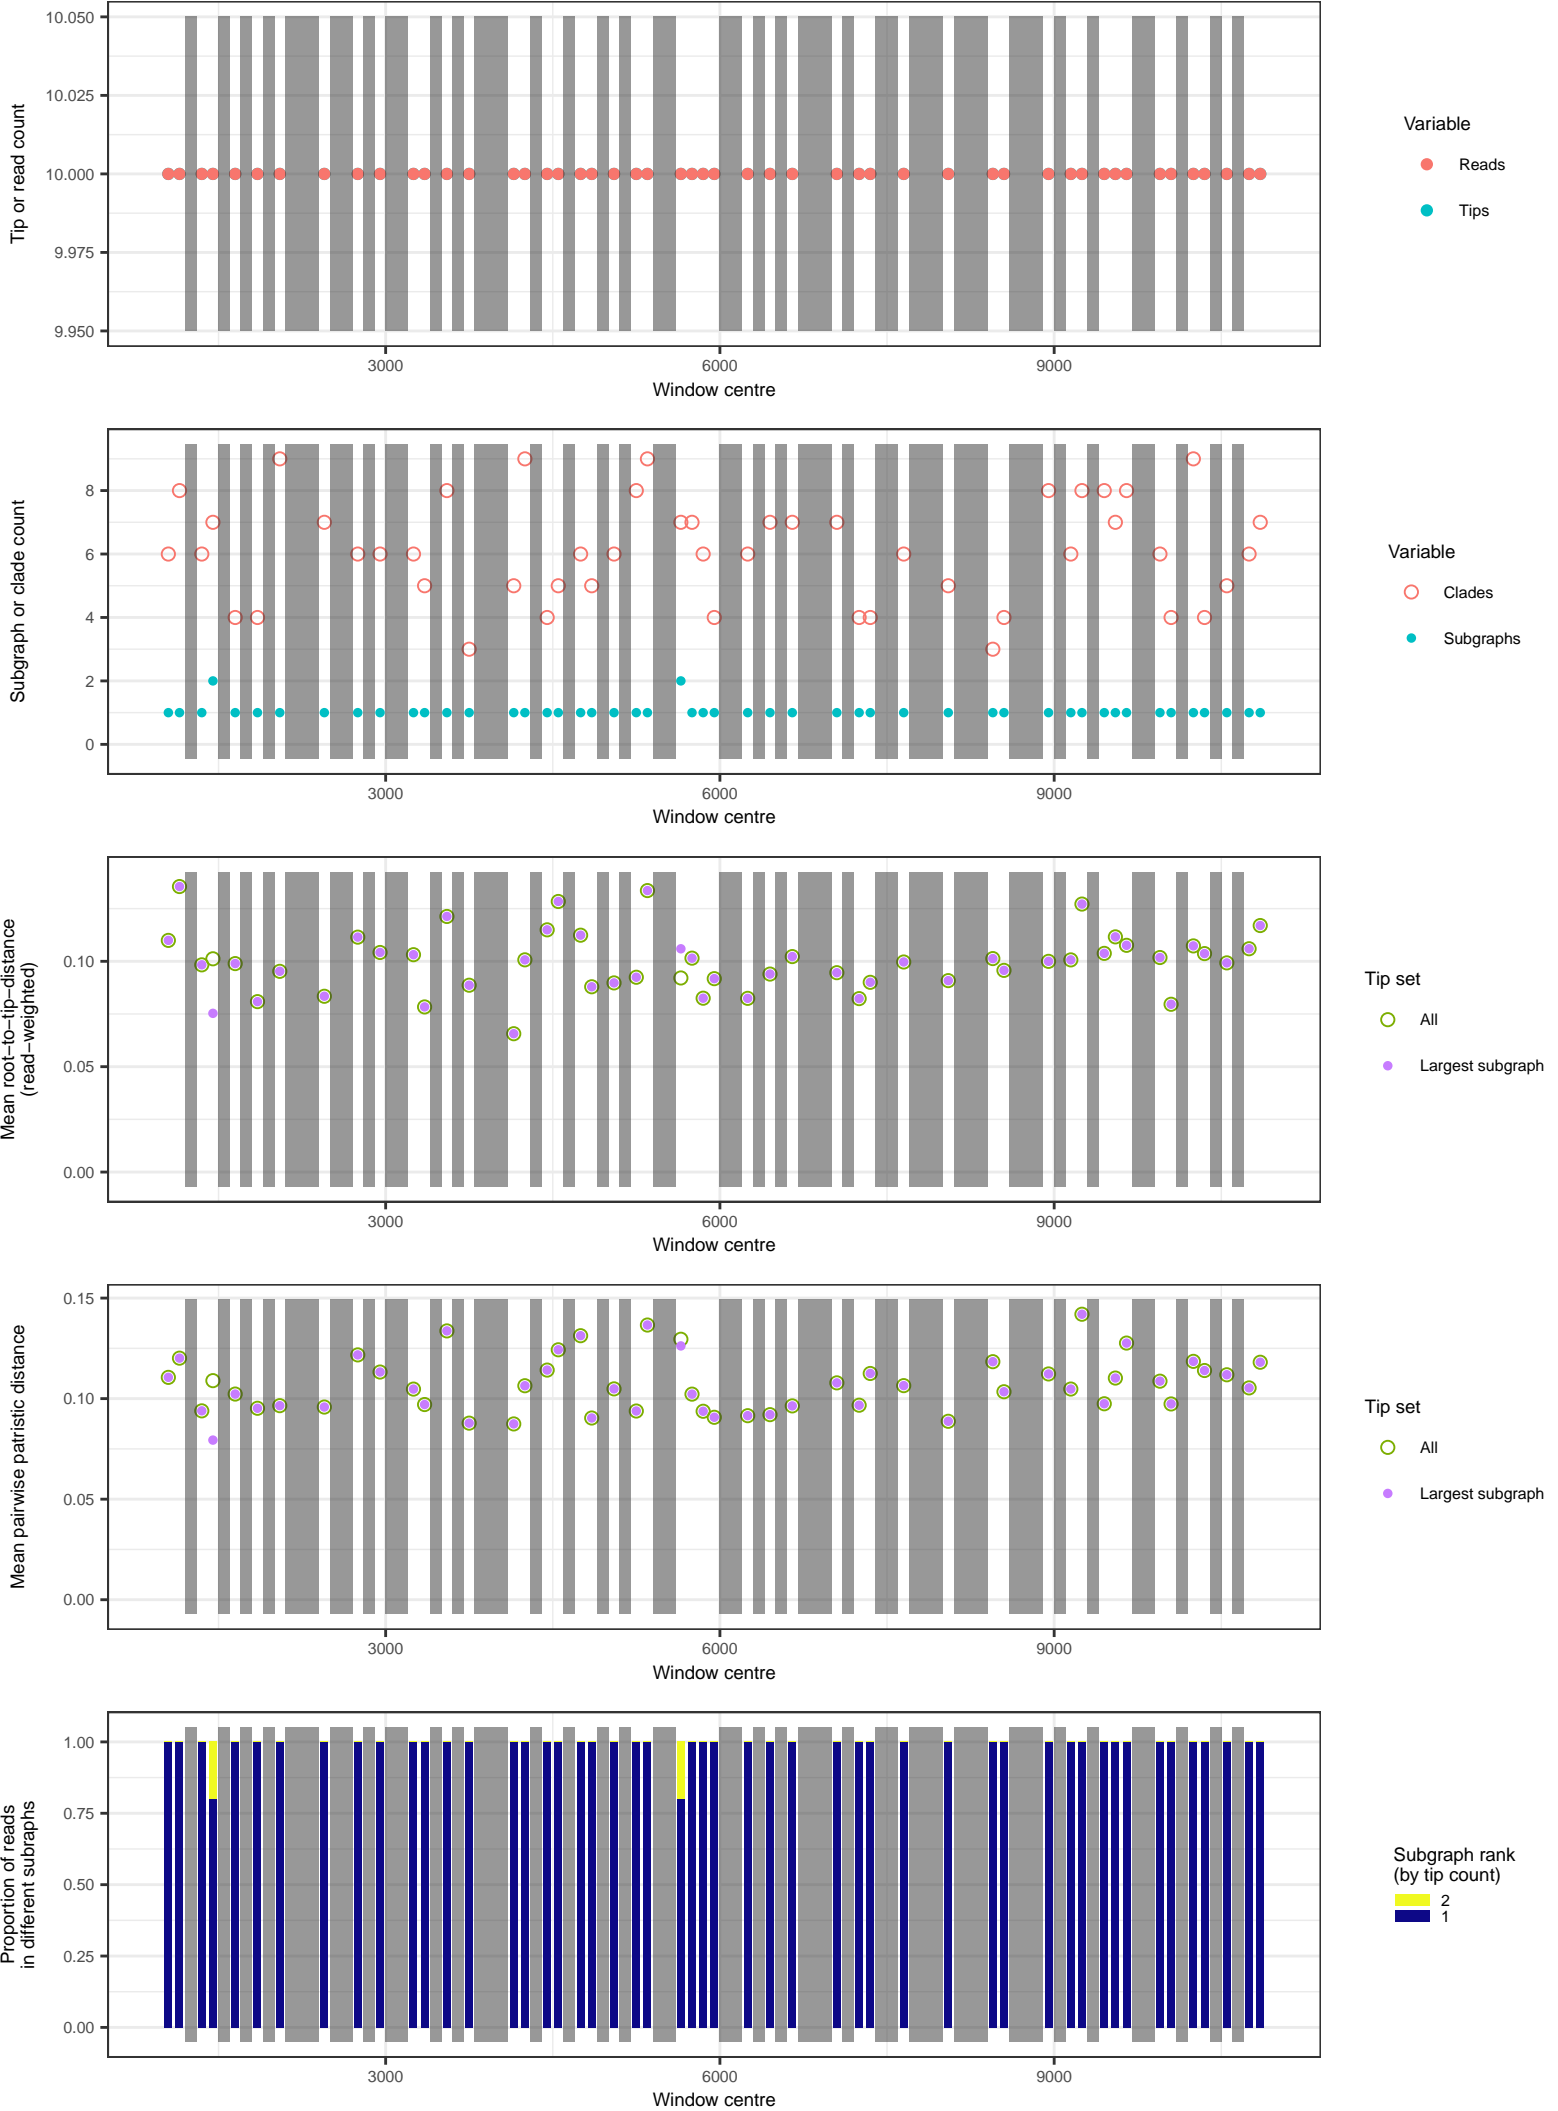 10.050
10.025
10.000
9.975
9.950
Tip or read count
3000
6000
9000
Window centre
Variable
Reads
Tips
8
6
4
2
0
Subgraph or clade count
3000
6000
9000
Window centre
Variable
Clades
Subgraphs
0.10
0.05
0.00
Mean root−to−tip−distance
(read−weighted)
3000
6000
9000
Window centre
Tip set
All
Largest subgraph
0.15
0.10
0.05
0.00
Mean pairwise patristic distance
3000
6000
9000
Window centre
Tip set
All
Largest subgraph
1.00
0.75
0.50
0.25
0.00
Proportion of reads
in different subraphs
3000
6000
9000
Window centre
Subgraph rank
(by tip count)
2
1